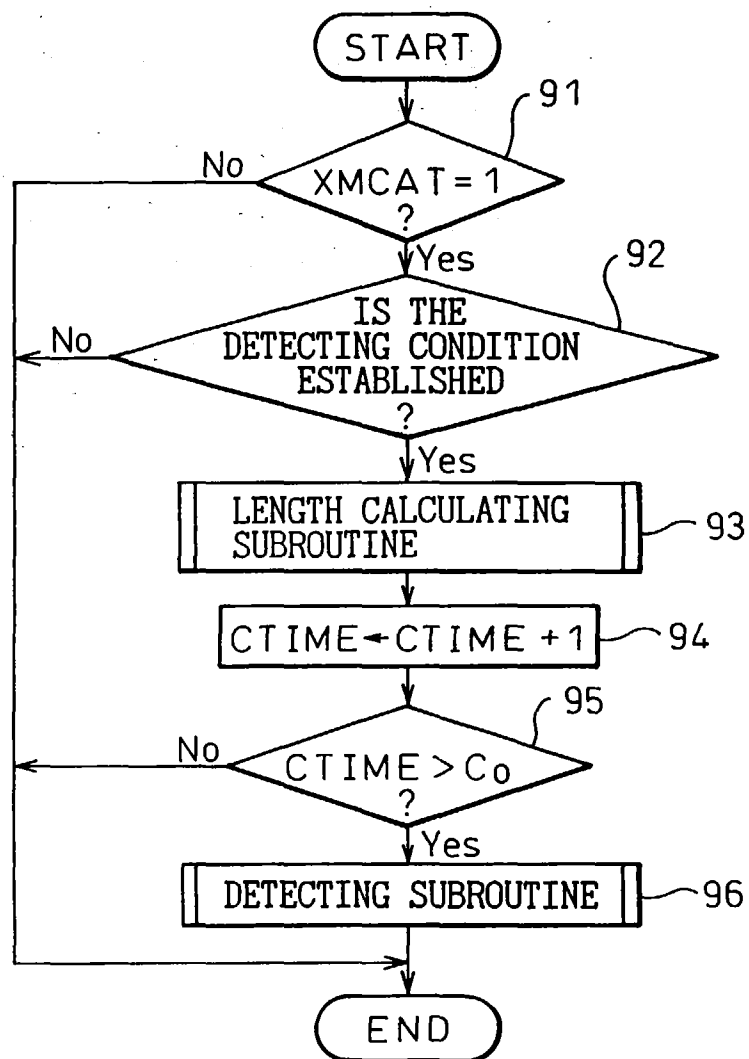 START
91
No
XMCAT = 1
?
Yes
92
No
IS THE
DETECTING CONDITION
ESTABLISHED
?
Yes
LENGTH CALCULATING
SUBROUTINE
93
CTIME ← CTIME + 1
94
95
No
CTIME > C₀
?
Yes
DETECTING SUBROUTINE
96
END